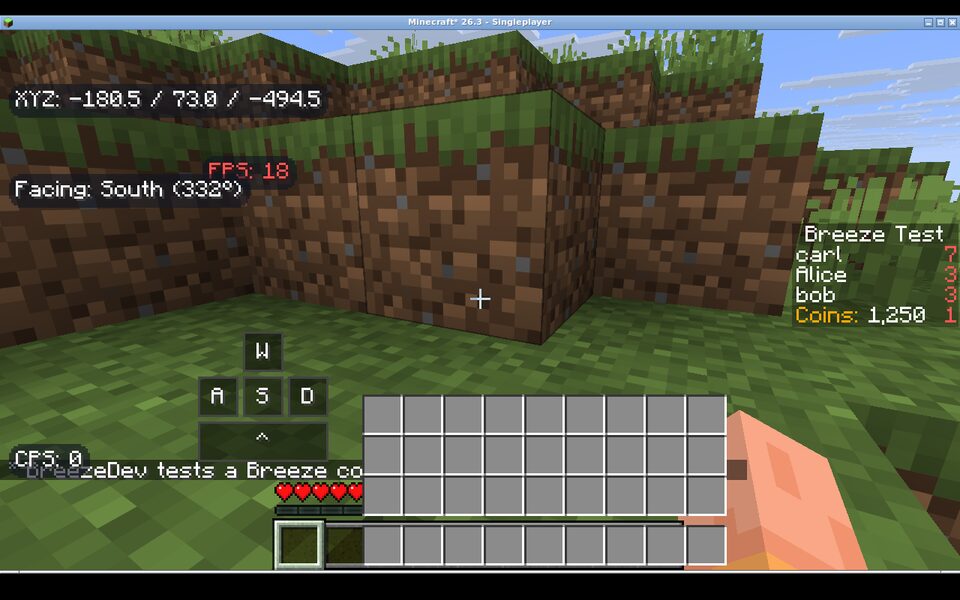 Minecraft* 26.3 - Singleplayer
XYZ: -180.5 / 73.0 / -494.5
FPS: 18
Facing: South (332°)
Breeze Test
carl 7
Alice 3
bob 3
Coins: 1,250 1
W
A S D
^
CPS: 0
BreezeDev tests a Breeze co